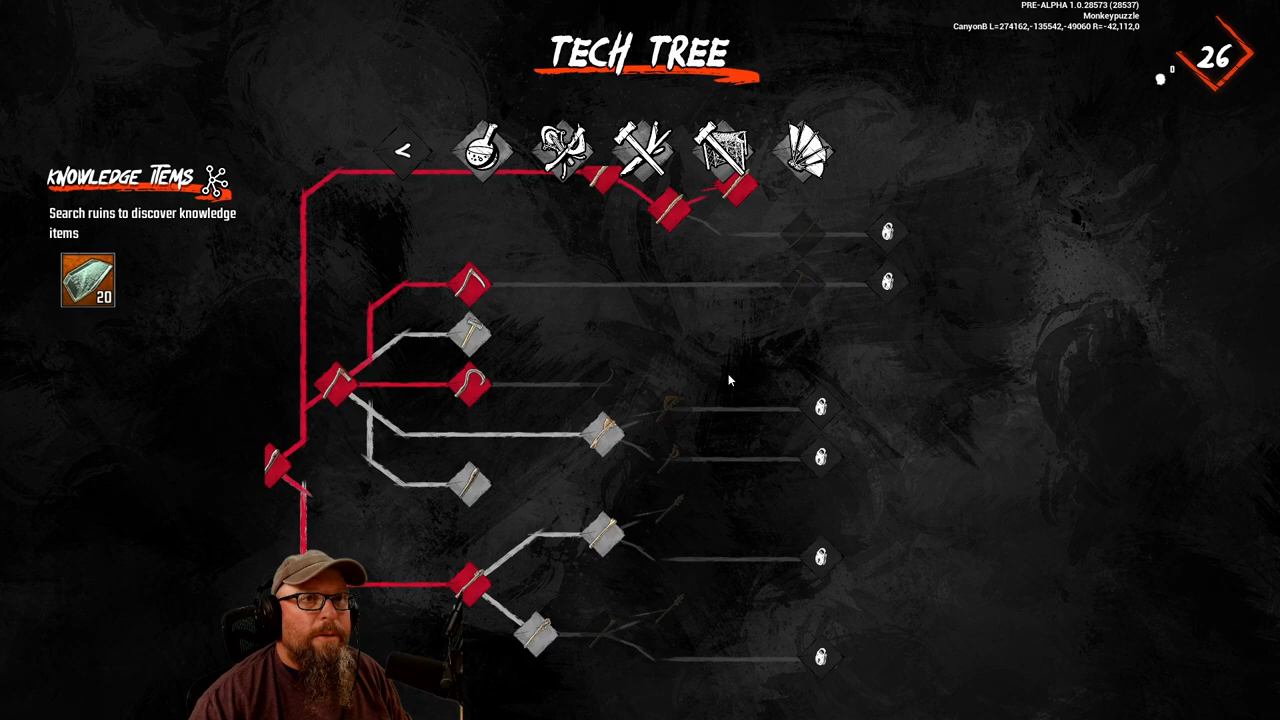 PRE-ALPHA 1.0.28573 (28537)
Monkeypuzzle
CanyonB L=274162,-135542,-49060 R=-42,112,0
TECH TREE
26
0
KNOWLEDGE ITEMS
Search ruins to discover knowledge
items
20